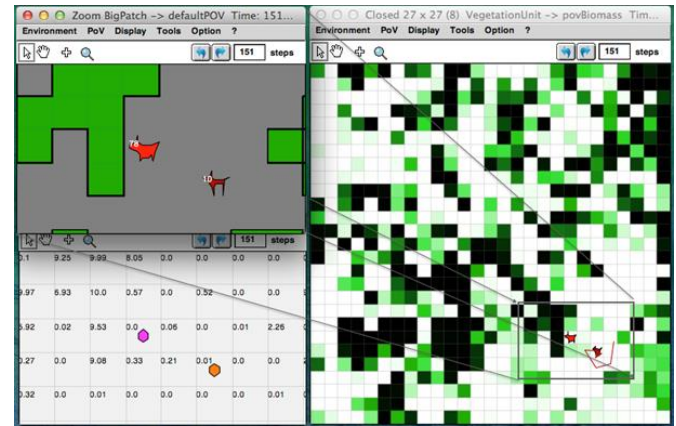 Zoom BigPatch -> defaultPOV Time: 151...
Environment PoV Display Tools Option ?
151 steps
78
1D
151 steps
0.1 9.25 9.99 8.05 0.0 0.0 0.0 0.0
9.97 6.93 10.0 0.57 0.0 0.52 0.0 0.0
5.92 0.02 9.53 0.0 0.06 0.0 0.01 2.26
0.27 0.0 9.08 0.33 0.21 0.01 0.0 0.0
0.32 0.0 0.01 0.0 0.0 0.0 0.0 0.0
Closed 27 x 27 (8) VegetationUnit -> povBiomass Tim...
Environment PoV Display Tools Option ?
151 steps